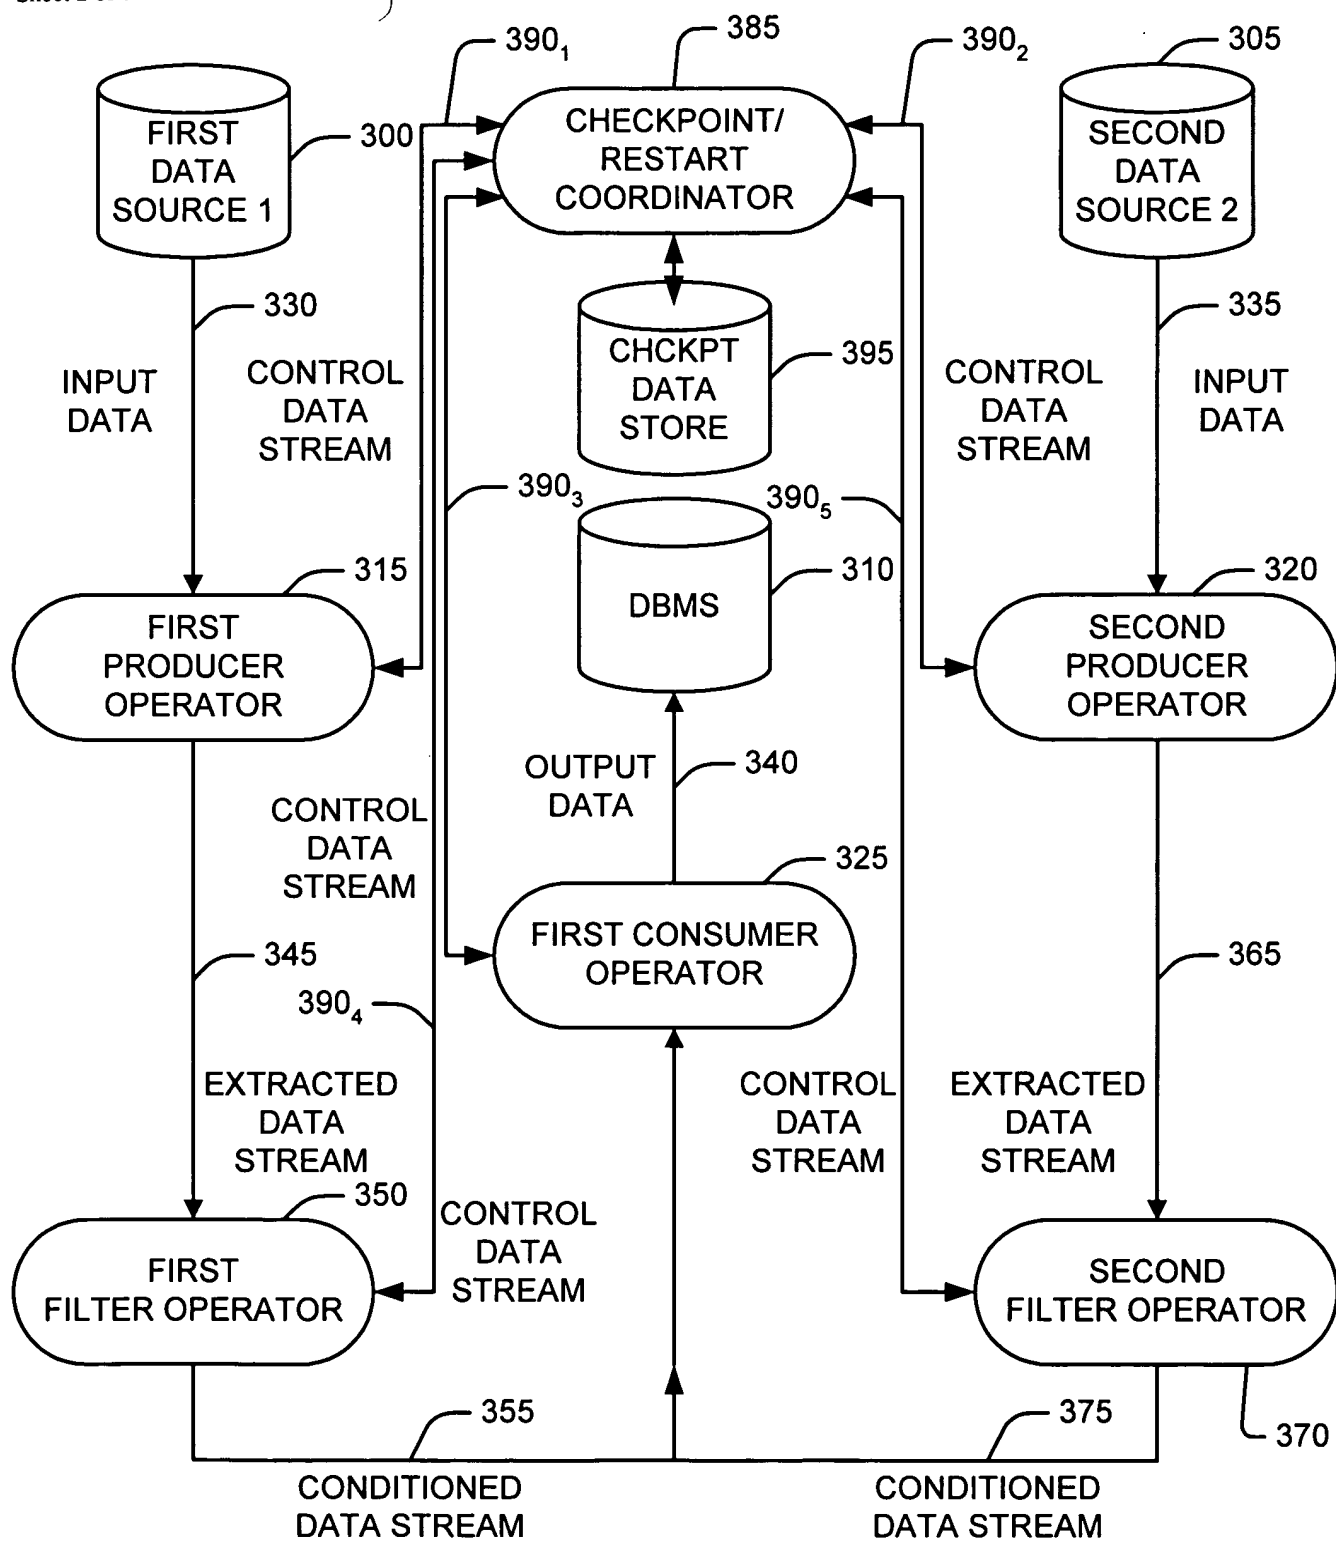 390₁
385
390₂
305
FIRST
DATA
SOURCE 1
300
CHECKPOINT/
RESTART
COORDINATOR
SECOND
DATA
SOURCE 2
330
335
CHCKPT
DATA
STORE
395
INPUT
DATA
CONTROL
DATA
STREAM
CONTROL
DATA
STREAM
INPUT
DATA
390₃
390₅
315
DBMS
310
320
FIRST
PRODUCER
OPERATOR
SECOND
PRODUCER
OPERATOR
OUTPUT
DATA
340
CONTROL
DATA
STREAM
325
FIRST CONSUMER
OPERATOR
345
365
390₄
EXTRACTED
DATA
STREAM
CONTROL
DATA
STREAM
EXTRACTED
DATA
STREAM
350
CONTROL
DATA
STREAM
FIRST
FILTER OPERATOR
SECOND
FILTER OPERATOR
355
375
370
CONDITIONED
DATA STREAM
CONDITIONED
DATA STREAM